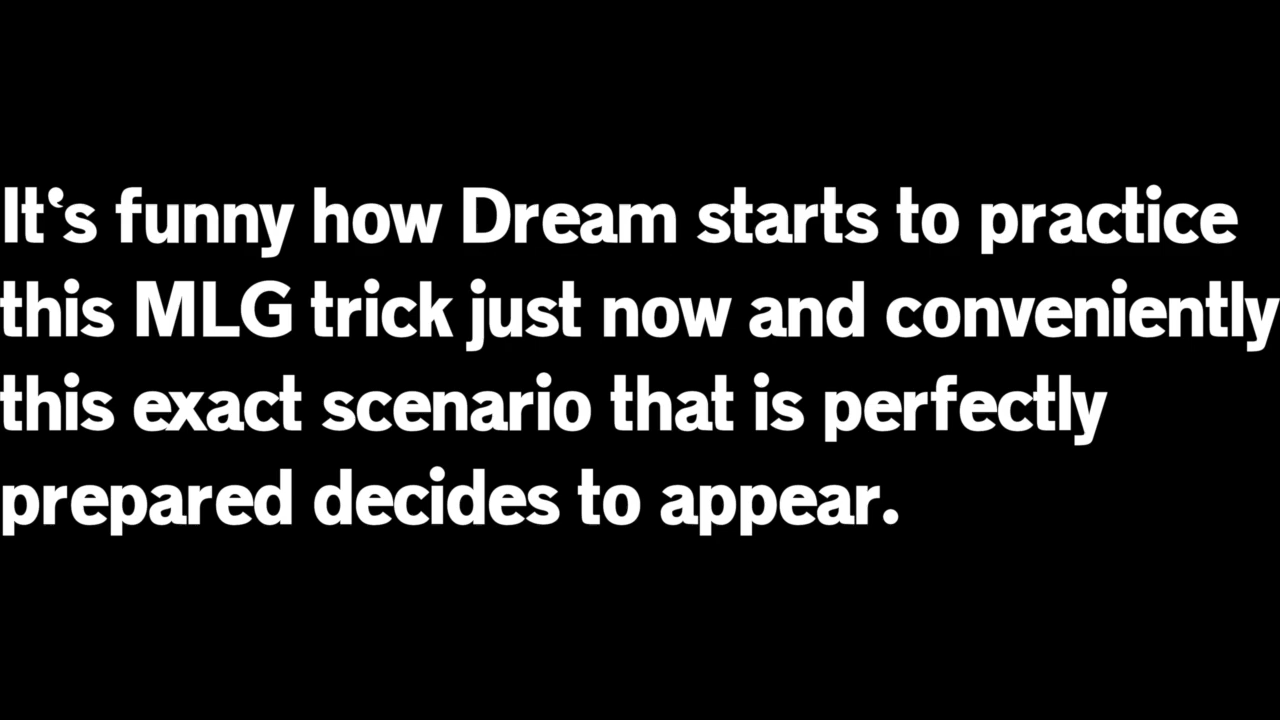 It‘s funny how Dream starts to practice
this MLG trick just now and conveniently
this exact scenario that is perfectly
prepared decides to appear.